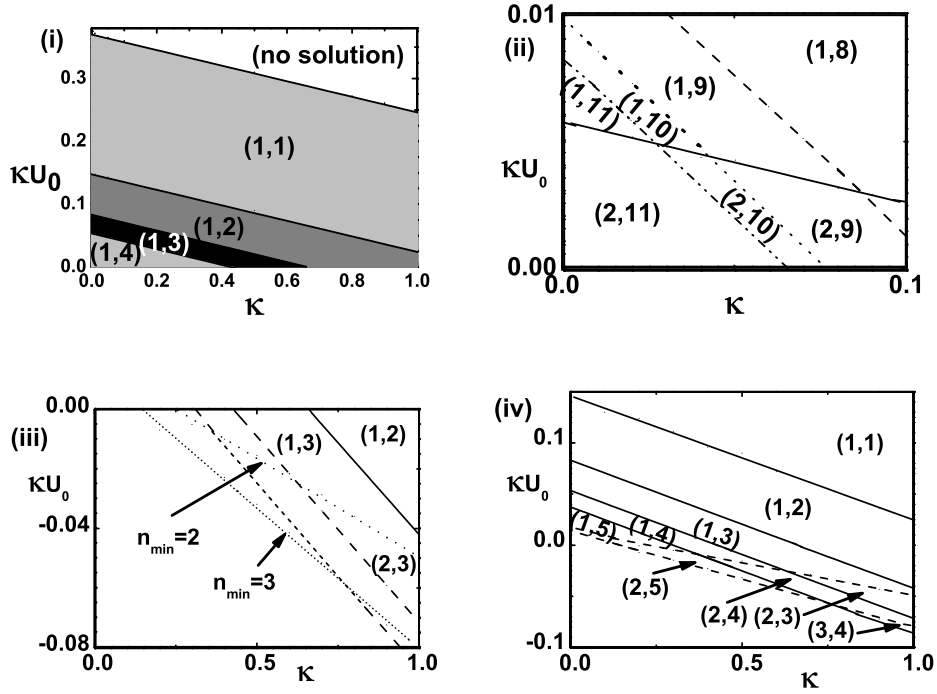 (i)
(no solution)
0.3
(1,1)
0.2
κU0
0.1
(1,2)
(1,3)
(1,4)
0.0
0.0 0.2 0.4 0.6 0.8 1.0
κ
(ii)
0.01
(1,8)
(1,9)
(1,11)
(1,10)
κU0
(2,11)
(2,10)
(2,9)
0.00
0.0 0.1
κ
(iii)
0.00
(1,3)
(1,2)
κU0
-0.04
nmin=2
nmin=3
(2,3)
-0.08
0.0 0.5 1.0
κ
(iv)
0.1
(1,1)
κU0
(1,2)
(1,3)
(1,4)
(1,5)
0.0
(2,5)
(2,4) (2,3)
(3,4)
-0.1
0.0 0.5 1.0
κ